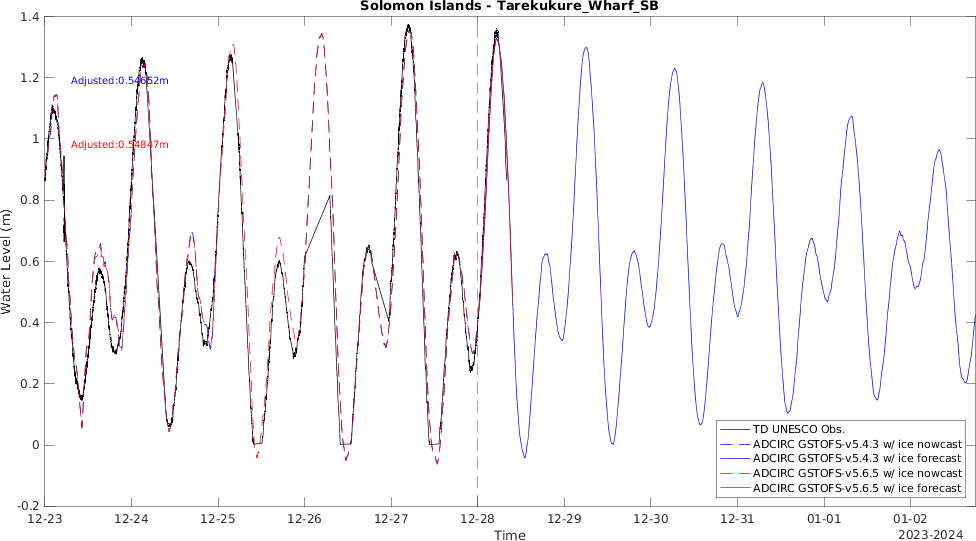 Solomon Islands - Tarekukure_Wharf_SB
1.4
1.2
1
0.8
0.6
0.4
0.2
0
-0.2
Water Level (m)
Adjusted:0.54652m
Adjusted:0.54847m
TD UNESCO Obs.
ADCIRC GSTOFS-v5.4.3 w/ ice nowcast
ADCIRC GSTOFS-v5.4.3 w/ ice forecast
ADCIRC GSTOFS-v5.6.5 w/ ice nowcast
ADCIRC GSTOFS-v5.6.5 w/ ice forecast
12-23 12-24 12-25 12-26 12-27 12-28 12-29 12-30 12-31 01-01 01-02
Time
2023-2024